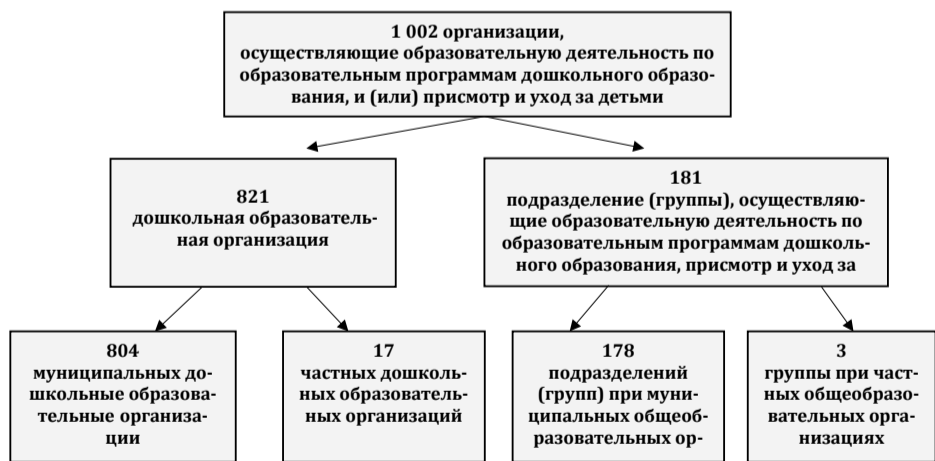 1 002 организации,
осуществляющие образовательную деятельность по
образовательным программам дошкольного образо-
вания, и (или) присмотр и уход за детьми
821
дошкольная образователь-
ная организация
181
подразделение (группы), осуществляю-
щие образовательную деятельность по
образовательным программам дошколь-
ного образования, присмотр и уход за
804
муниципальных до-
школьные образова-
тельные организа-
ции
17
частных дошколь-
ных образователь-
ных организаций
178
подразделений
(групп) при муни-
ципальных общеоб-
разовательных ор-
3
группы при част-
ных общеобразо-
вательных орга-
низациях